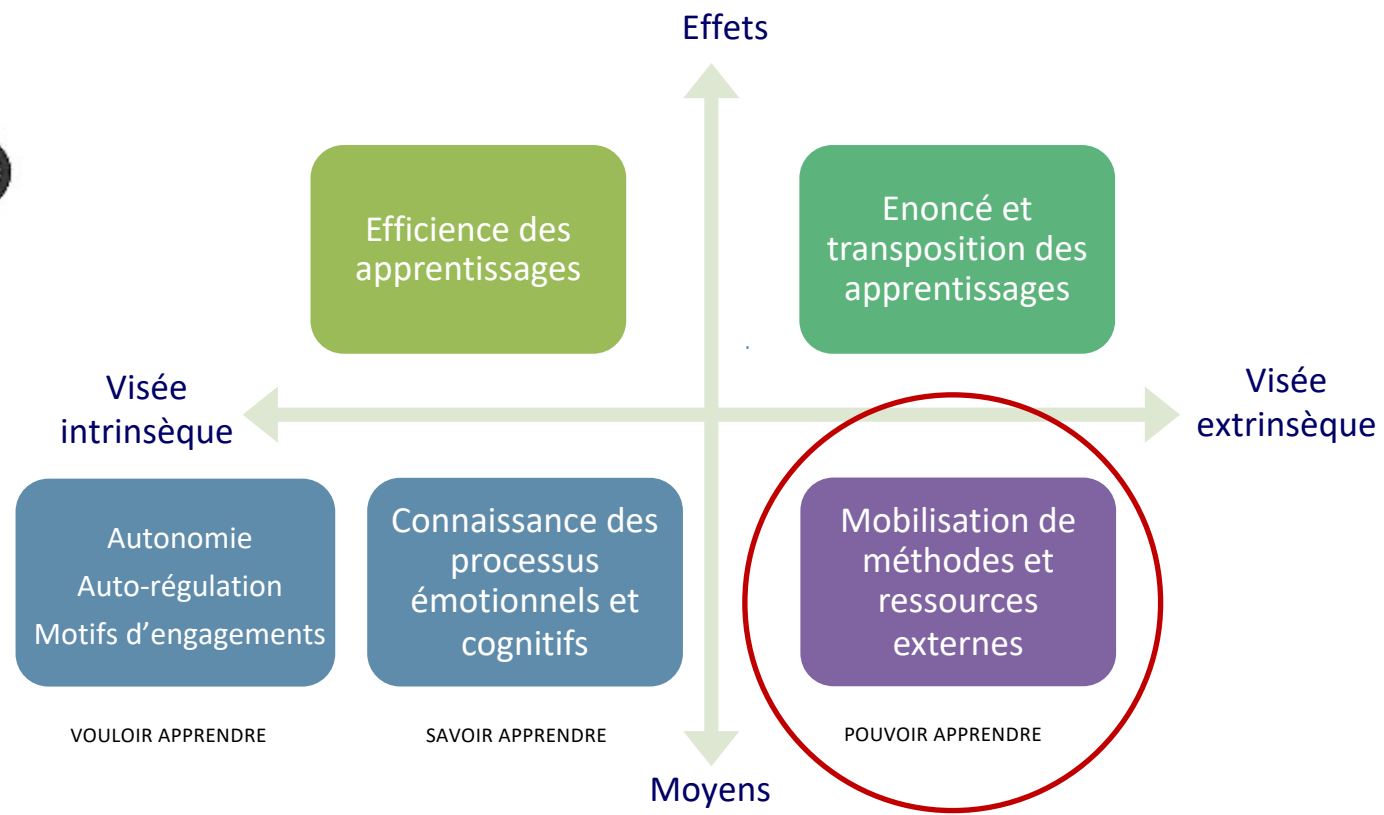 Effets
Efficience des
apprentissages
Enoncé et
transposition des
apprentissages
Visée
intrinsèque
Visée
extrinsèque
Autonomie
Auto-régulation
Motifs d’engagements
Connaissance des
processus
émotionnels et
cognitifs
Mobilisation de
méthodes et
ressources
externes
VOULOIR APPRENDRE
SAVOIR APPRENDRE
POUVOIR APPRENDRE
Moyens